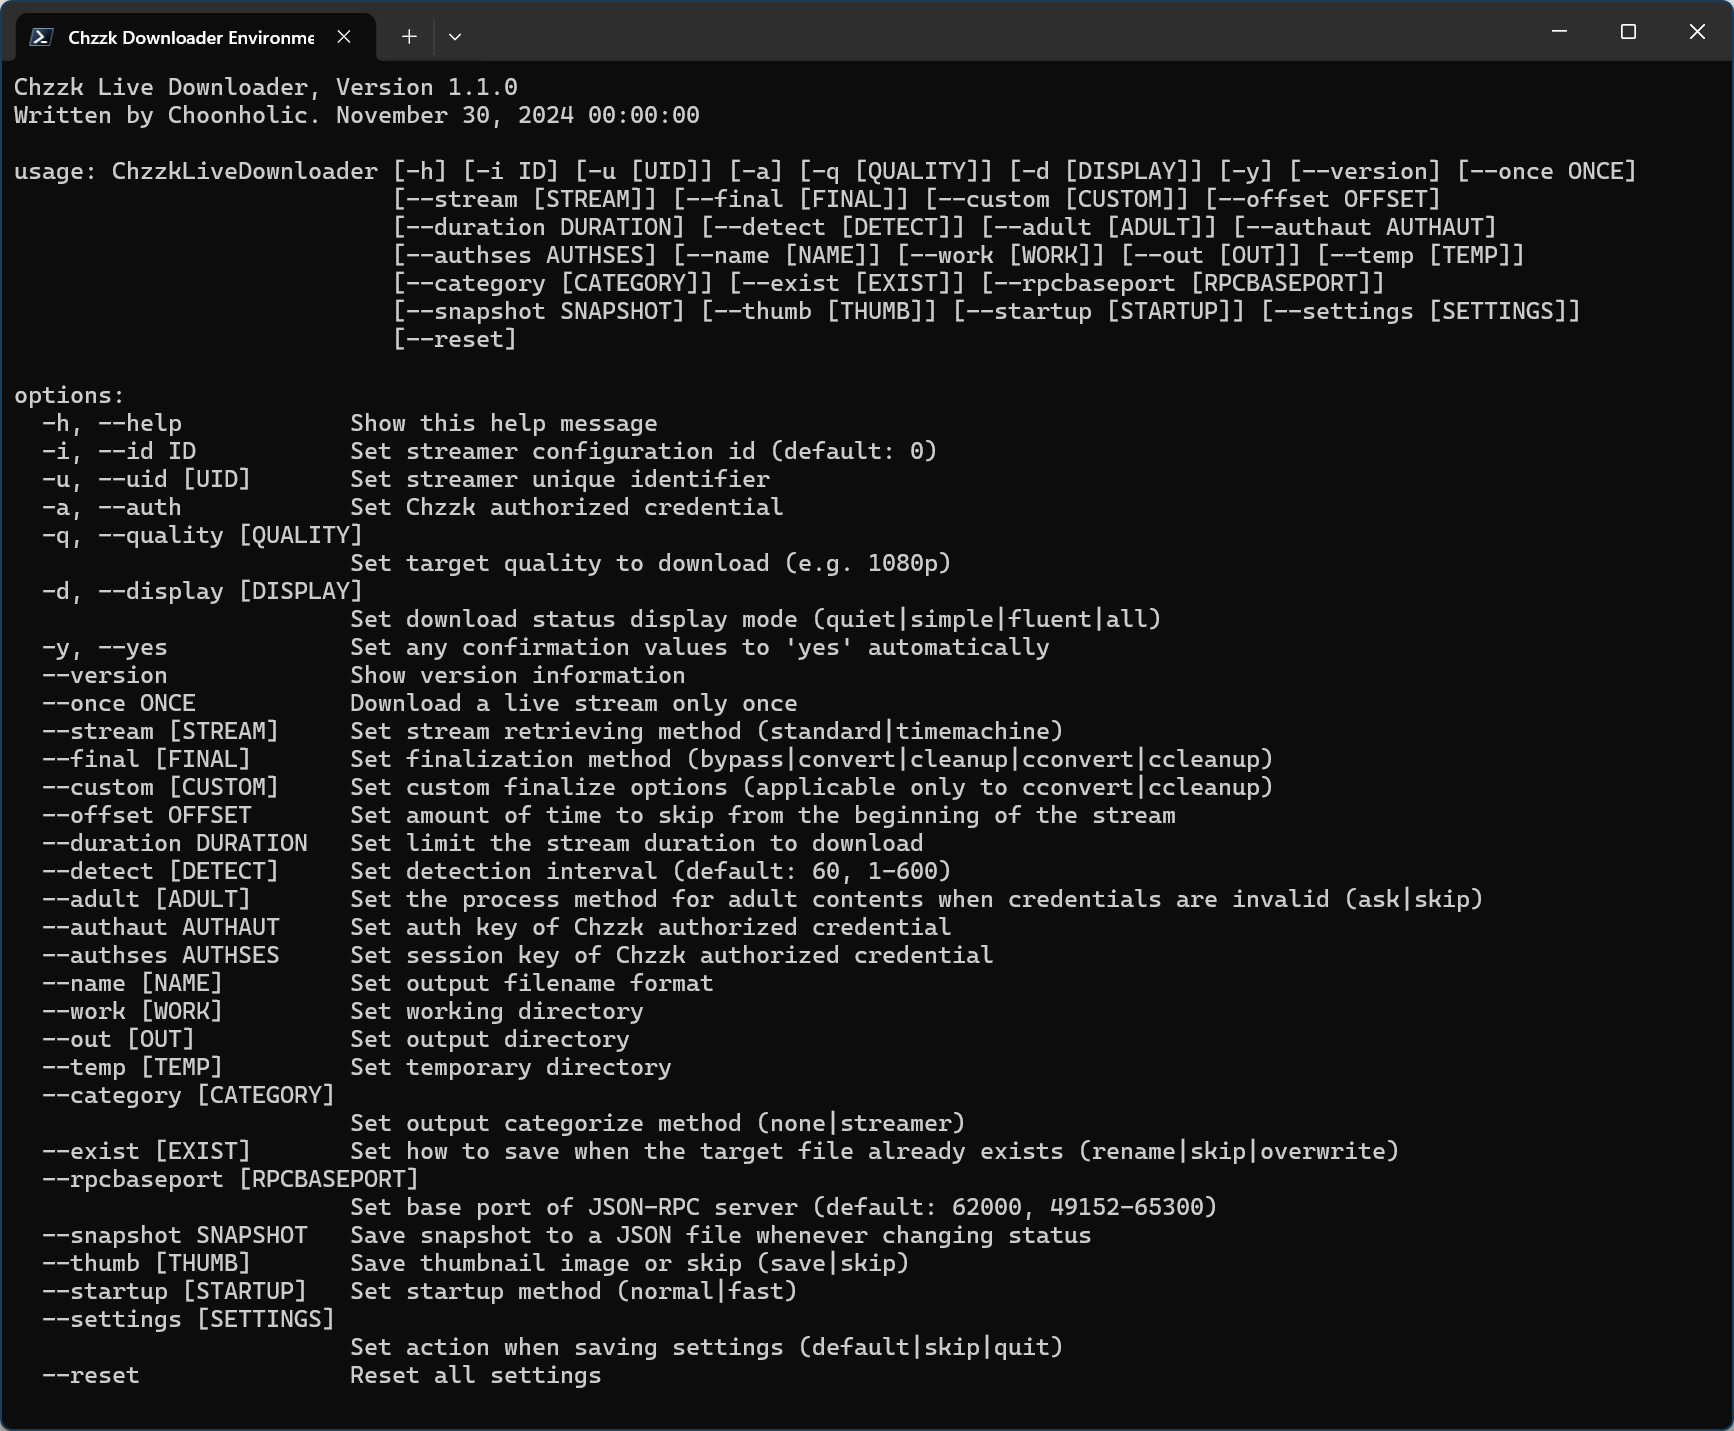 Chzzk Downloader Environme
Chzzk Live Downloader, Version 1.1.0
Written by Choonholic. November 30, 2024 00:00:00
usage: ChzzkLiveDownloader [-h] [-i ID] [-u [UID]] [-a] [-q [QUALITY]] [-d [DISPLAY]] [-y] [--version] [--once ONCE]
[--stream [STREAM]] [--final [FINAL]] [--custom [CUSTOM]] [--offset OFFSET]
[--duration DURATION] [--detect [DETECT]] [--adult [ADULT]] [--authaut AUTHAUT]
[--authses AUTHSES] [--name [NAME]] [--work [WORK]] [--out [OUT]] [--temp [TEMP]]
[--category [CATEGORY]] [--exist [EXIST]] [--rpcbaseport [RPCBASEPORT]]
[--snapshot SNAPSHOT] [--thumb [THUMB]] [--startup [STARTUP]] [--settings [SETTINGS]]
[--reset]
options:
-h, --help Show this help message
-i, --id ID Set streamer configuration id (default: 0)
-u, --uid [UID] Set streamer unique identifier
-a, --auth Set Chzzk authorized credential
-q, --quality [QUALITY]
Set target quality to download (e.g. 1080p)
-d, --display [DISPLAY]
Set download status display mode (quiet|simple|fluent|all)
-y, --yes Set any confirmation values to 'yes' automatically
--version Show version information
--once ONCE Download a live stream only once
--stream [STREAM] Set stream retrieving method (standard|timemachine)
--final [FINAL] Set finalization method (bypass|convert|cleanup|cconvert|ccleanup)
--custom [CUSTOM] Set custom finalize options (applicable only to cconvert|ccleanup)
--offset OFFSET Set amount of time to skip from the beginning of the stream
--duration DURATION Set limit the stream duration to download
--detect [DETECT] Set detection interval (default: 60, 1-600)
--adult [ADULT] Set the process method for adult contents when credentials are invalid (ask|skip)
--authaut AUTHAUT Set auth key of Chzzk authorized credential
--authses AUTHSES Set session key of Chzzk authorized credential
--name [NAME] Set output filename format
--work [WORK] Set working directory
--out [OUT] Set output directory
--temp [TEMP] Set temporary directory
--category [CATEGORY]
Set output categorize method (none|streamer)
--exist [EXIST] Set how to save when the target file already exists (rename|skip|overwrite)
--rpcbaseport [RPCBASEPORT]
Set base port of JSON-RPC server (default: 62000, 49152-65300)
--snapshot SNAPSHOT Save snapshot to a JSON file whenever changing status
--thumb [THUMB] Save thumbnail image or skip (save|skip)
--startup [STARTUP] Set startup method (normal|fast)
--settings [SETTINGS]
Set action when saving settings (default|skip|quit)
--reset Reset all settings